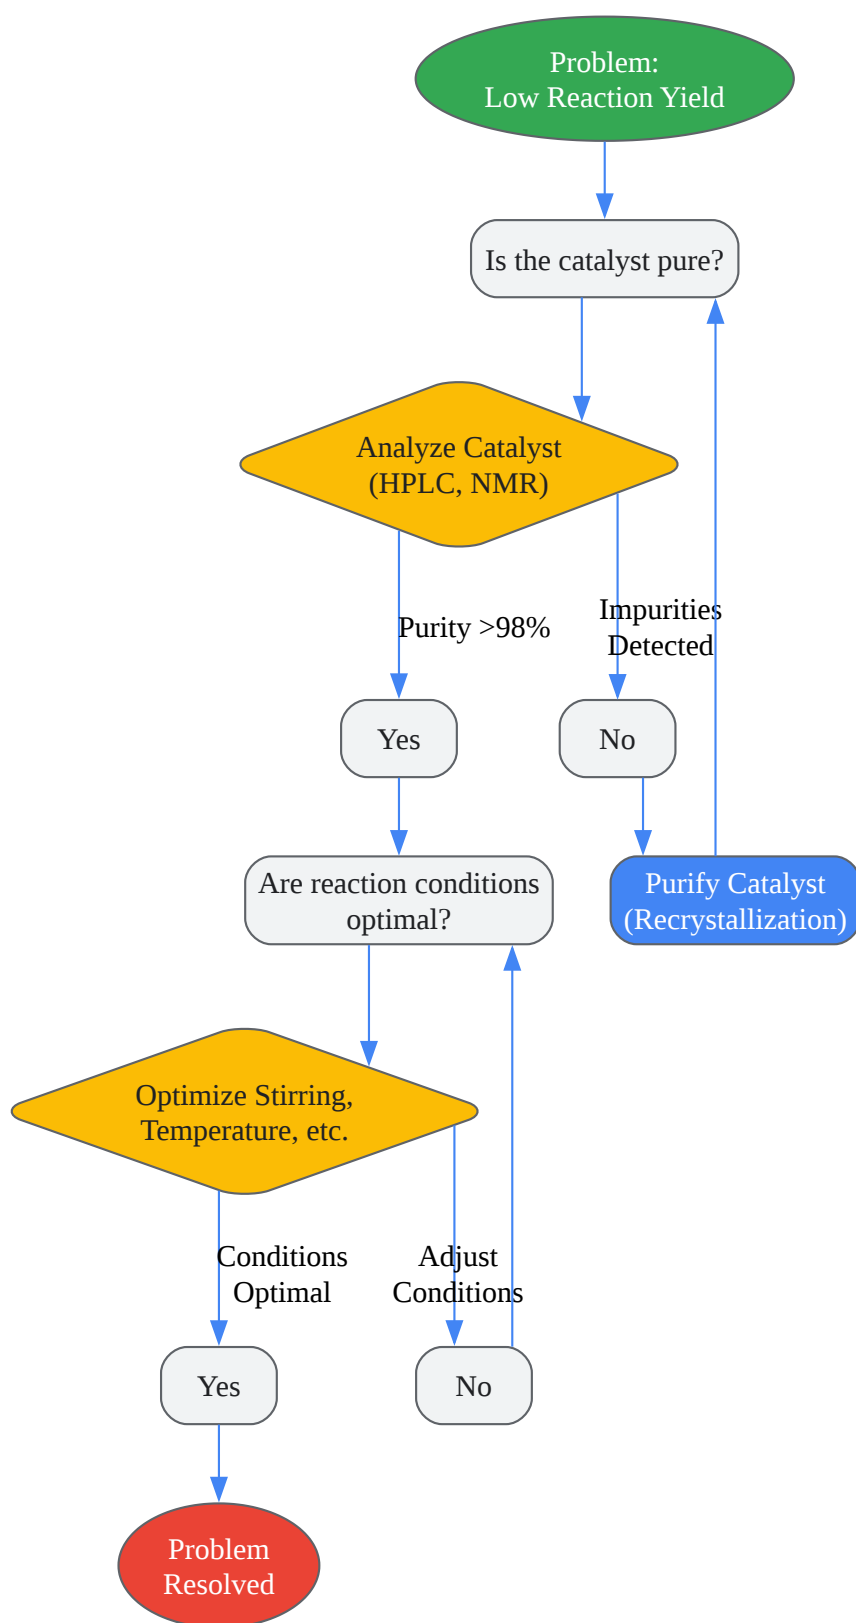 Problem:
Low Reaction Yield
Is the catalyst pure?
Analyze Catalyst
(HPLC, NMR)
Purity >98%
Impurities
Detected
Yes
No
Are reaction conditions
optimal?
Purify Catalyst
(Recrystallization)
Optimize Stirring,
Temperature, etc.
Conditions
Optimal
Adjust
Conditions
Yes
No
Problem
Resolved